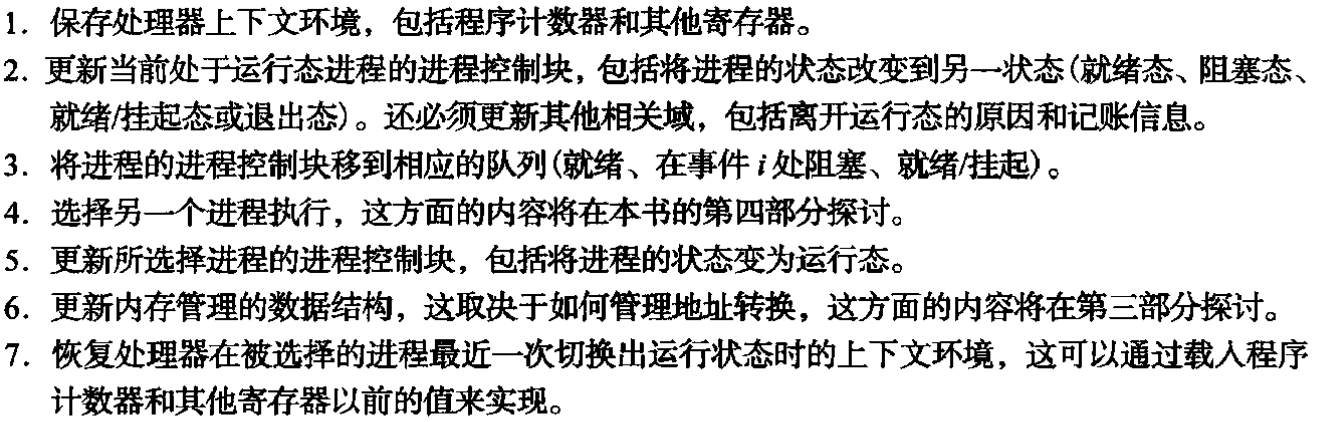 1. 保存处理器上下文环境，包括程序计数器和其他寄存器。
2. 更新当前处于运行态进程的进程控制块，包括将进程的状态改变到另一状态(就绪态、阻塞态、
就绪/挂起态或退出态)。还必须更新其他相关域，包括离开运行态的原因和记账信息。
3. 将进程的进程控制块移到相应的队列(就绪、在事件 i 处阻塞、就绪/挂起)。
4. 选择另一个进程执行，这方面的内容将在本书的第四部分探讨。
5. 更新所选择进程的进程控制块，包括将进程的状态变为运行态。
6. 更新内存管理的数据结构，这取决于如何管理地址转换，这方面的内容将在第三部分探讨。
7. 恢复处理器在被选择的进程最近一次切换出运行状态时的上下文环境，这可以通过载入程序
计数器和其他寄存器以前的值来实现。